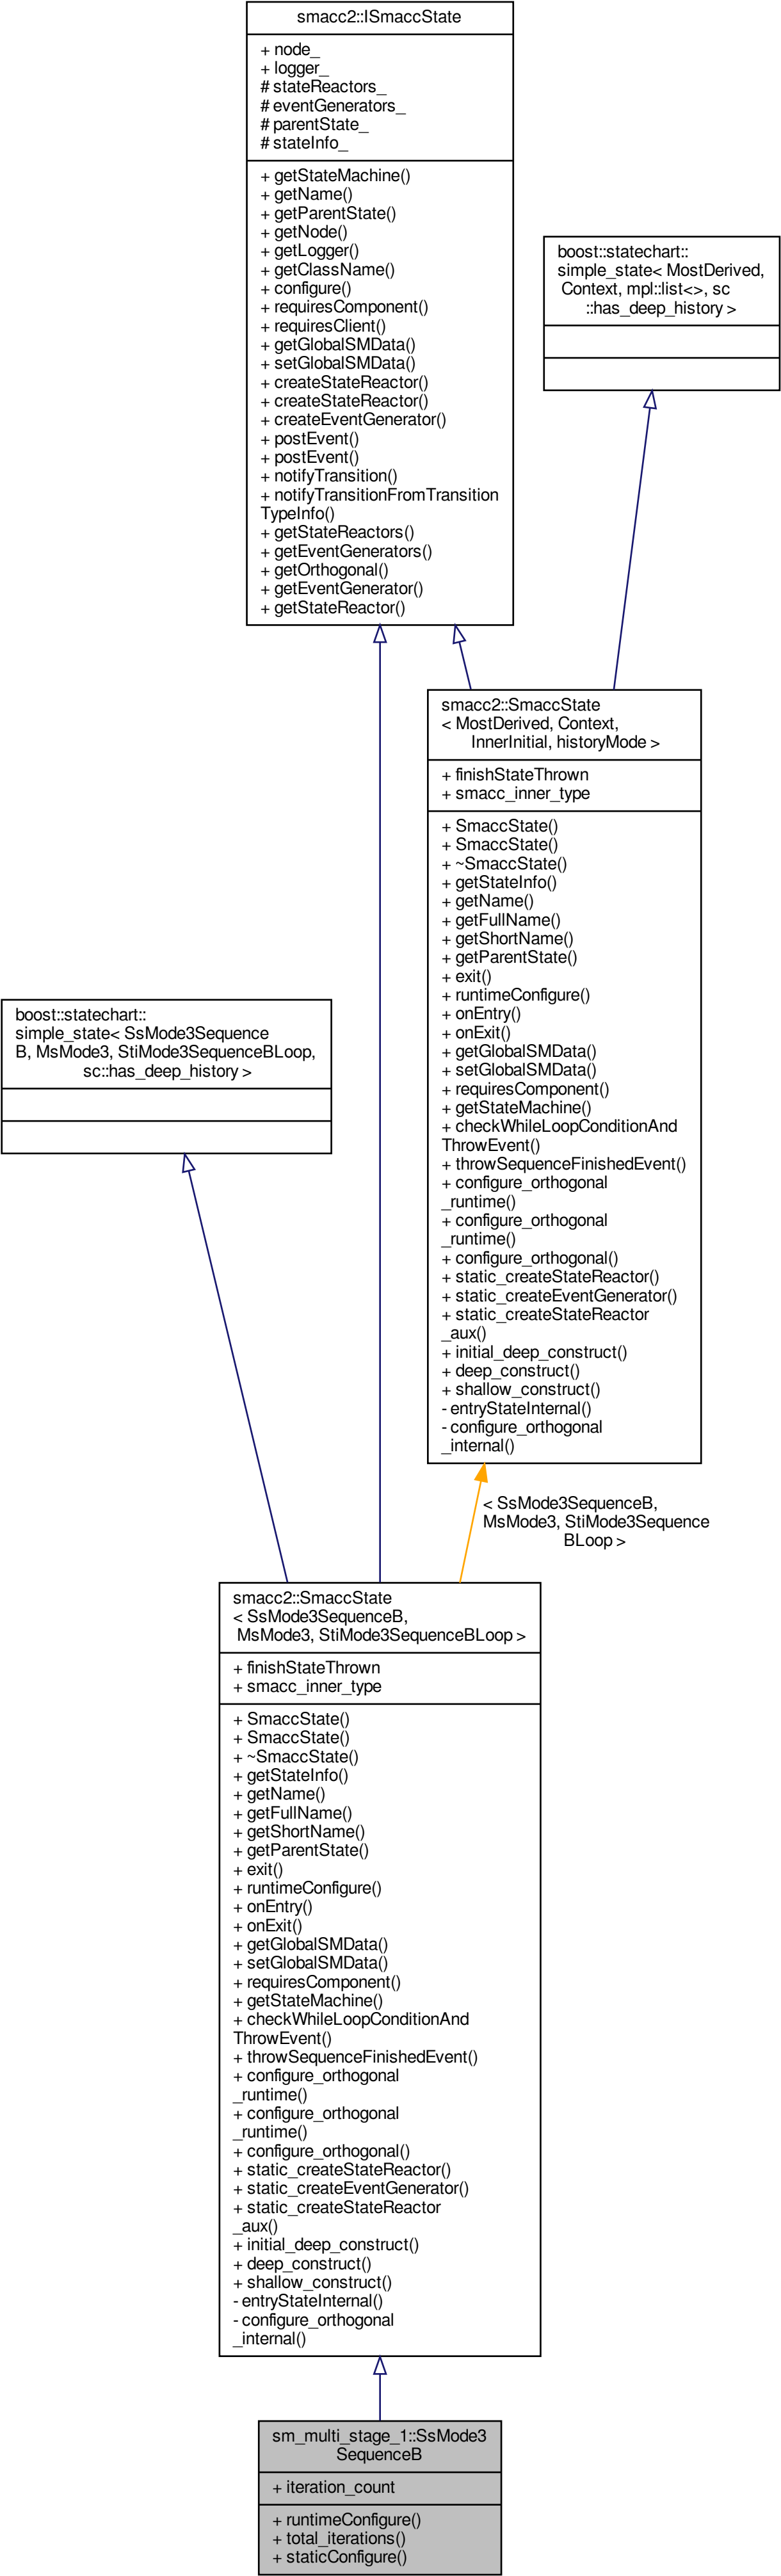 smacc2::ISmaccState
+ node_
+ logger_
# stateReactors_
# eventGenerators_
# parentState_
# stateInfo_
+ getStateMachine()
+ getName()
+ getParentState()
+ getNode()
+ getLogger()
+ getClassName()
+ configure()
+ requiresComponent()
+ requiresClient()
+ getGlobalSMData()
+ setGlobalSMData()
+ createStateReactor()
+ createStateReactor()
+ createEventGenerator()
+ postEvent()
+ postEvent()
+ notifyTransition()
+ notifyTransitionFromTransition
TypeInfo()
+ getStateReactors()
+ getEventGenerators()
+ getOrthogonal()
+ getEventGenerator()
+ getStateReactor()
boost::statechart::
simple_state< MostDerived,
Context, mpl::list<>, sc
::has_deep_history >
smacc2::SmaccState
< MostDerived, Context,
InnerInitial, historyMode >
+ finishStateThrown
+ smacc_inner_type
+ SmaccState()
+ SmaccState()
+ ~SmaccState()
+ getStateInfo()
+ getName()
+ getFullName()
+ getShortName()
+ getParentState()
+ exit()
+ runtimeConfigure()
+ onEntry()
+ onExit()
+ getGlobalSMData()
+ setGlobalSMData()
+ requiresComponent()
+ getStateMachine()
+ checkWhileLoopConditionAnd
ThrowEvent()
+ throwSequenceFinishedEvent()
+ configure_orthogonal
_runtime()
+ configure_orthogonal
_runtime()
+ configure_orthogonal()
+ static_createStateReactor()
+ static_createEventGenerator()
+ static_createStateReactor
_aux()
+ initial_deep_construct()
+ deep_construct()
+ shallow_construct()
- entryStateInternal()
- configure_orthogonal
_internal()
boost::statechart::
simple_state< SsMode3Sequence
B, MsMode3, StiMode3SequenceBLoop,
sc::has_deep_history >
< SsMode3SequenceB,
MsMode3, StiMode3Sequence
BLoop >
smacc2::SmaccState
< SsMode3SequenceB,
MsMode3, StiMode3SequenceBLoop >
+ finishStateThrown
+ smacc_inner_type
+ SmaccState()
+ SmaccState()
+ ~SmaccState()
+ getStateInfo()
+ getName()
+ getFullName()
+ getShortName()
+ getParentState()
+ exit()
+ runtimeConfigure()
+ onEntry()
+ onExit()
+ getGlobalSMData()
+ setGlobalSMData()
+ requiresComponent()
+ getStateMachine()
+ checkWhileLoopConditionAnd
ThrowEvent()
+ throwSequenceFinishedEvent()
+ configure_orthogonal
_runtime()
+ configure_orthogonal
_runtime()
+ configure_orthogonal()
+ static_createStateReactor()
+ static_createEventGenerator()
+ static_createStateReactor
_aux()
+ initial_deep_construct()
+ deep_construct()
+ shallow_construct()
- entryStateInternal()
- configure_orthogonal
_internal()
sm_multi_stage_1::SsMode3
SequenceB
+ iteration_count
+ runtimeConfigure()
+ total_iterations()
+ staticConfigure()